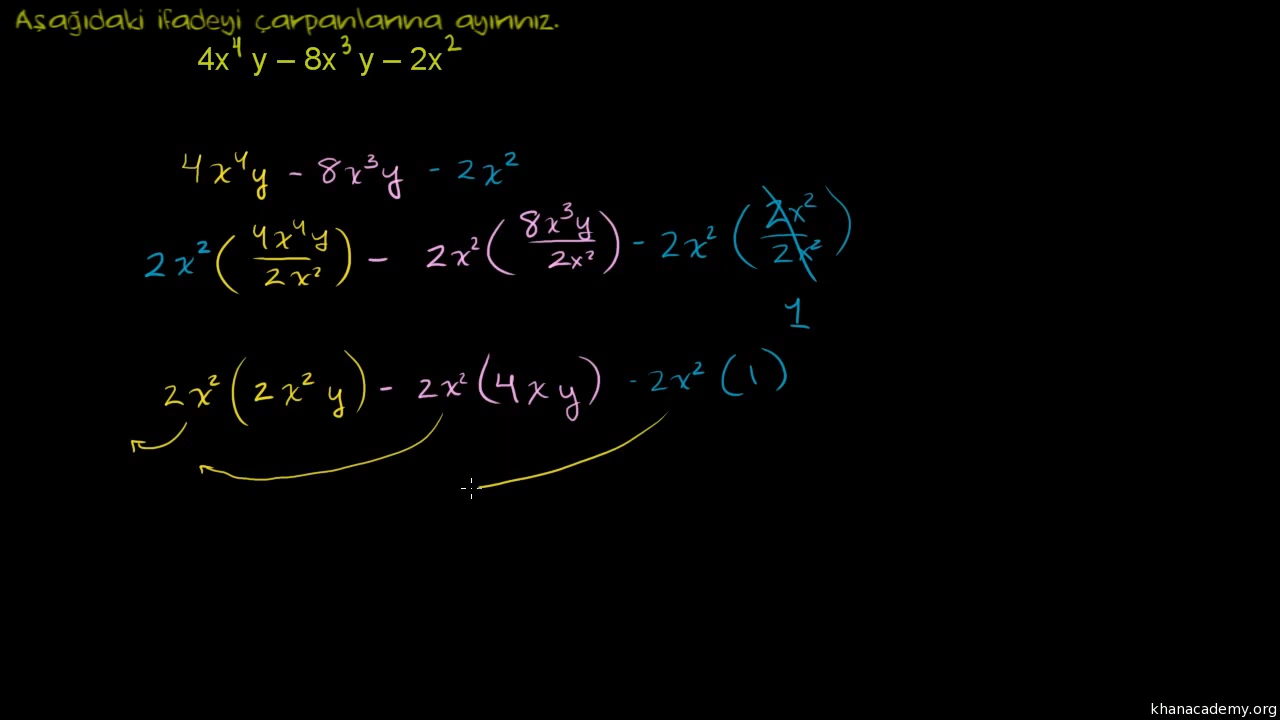 Aşağıdaki ifadeyi çarpanlarına ayırınız.
4x⁴y – 8x³y – 2x²
4x⁴y - 8x³y - 2x²
2x²(4x⁴y/2x²) - 2x²(8x³y/2x²) - 2x²(2x²/2x²)
1
2x²(2x²y) - 2x²(4xy) - 2x²(1)
khanacademy.org